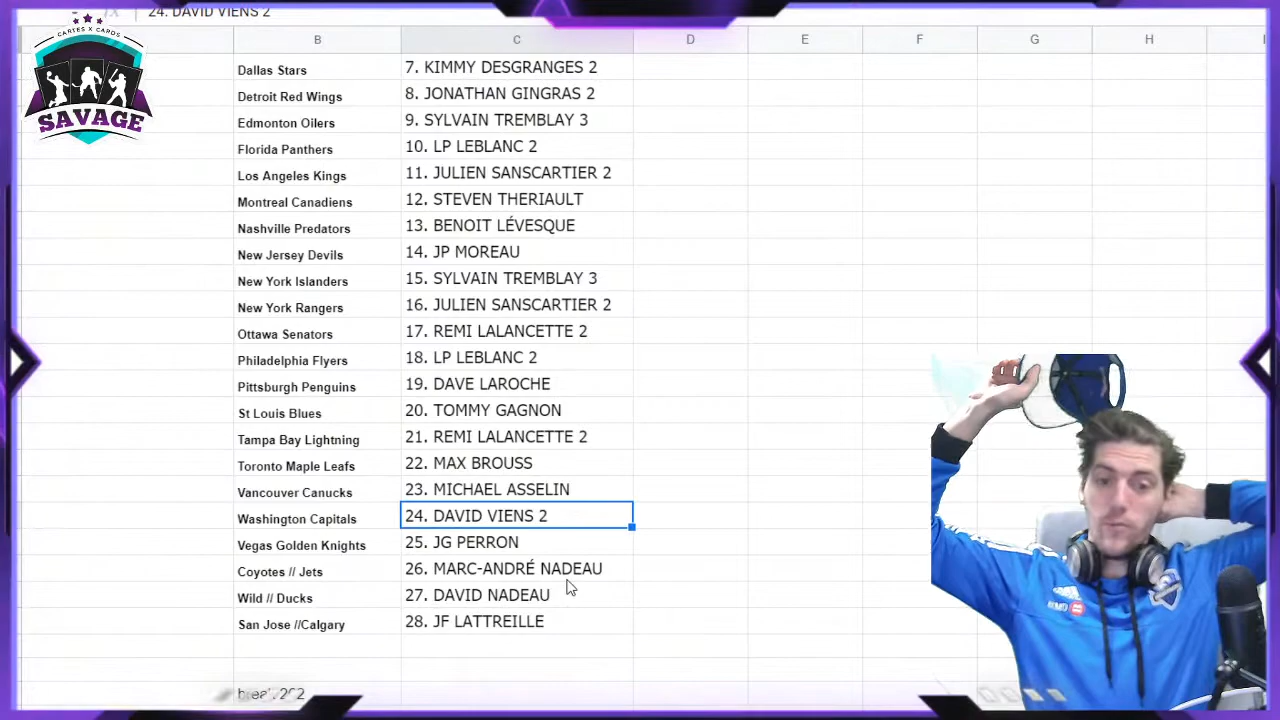 24. DAVID VIENS 2
CARTES X CARDS
SAVAGE
B C D E F G H I
Dallas Stars 7. KIMMY DESGRANGES 2
Detroit Red Wings 8. JONATHAN GINGRAS 2
Edmonton Oilers 9. SYLVAIN TREMBLAY 3
Florida Panthers 10. LP LEBLANC 2
Los Angeles Kings 11. JULIEN SANSCARTIER 2
Montreal Canadiens 12. STEVEN THERIAULT
Nashville Predators 13. BENOIT LÉVESQUE
New Jersey Devils 14. JP MOREAU
New York Islanders 15. SYLVAIN TREMBLAY 3
New York Rangers 16. JULIEN SANSCARTIER 2
Ottawa Senators 17. REMI LALANCETTE 2
Philadelphia Flyers 18. LP LEBLANC 2
Pittsburgh Penguins 19. DAVE LAROCHE
St Louis Blues 20. TOMMY GAGNON
Tampa Bay Lightning 21. REMI LALANCETTE 2
Toronto Maple Leafs 22. MAX BROUSS
Vancouver Canucks 23. MICHAEL ASSELIN
Washington Capitals 24. DAVID VIENS 2
Vegas Golden Knights 25. JG PERRON
Coyotes // Jets 26. MARC-ANDRÉ NADEAU
Wild // Ducks 27. DAVID NADEAU
San Jose //Calgary 28. JF LATTREILLE